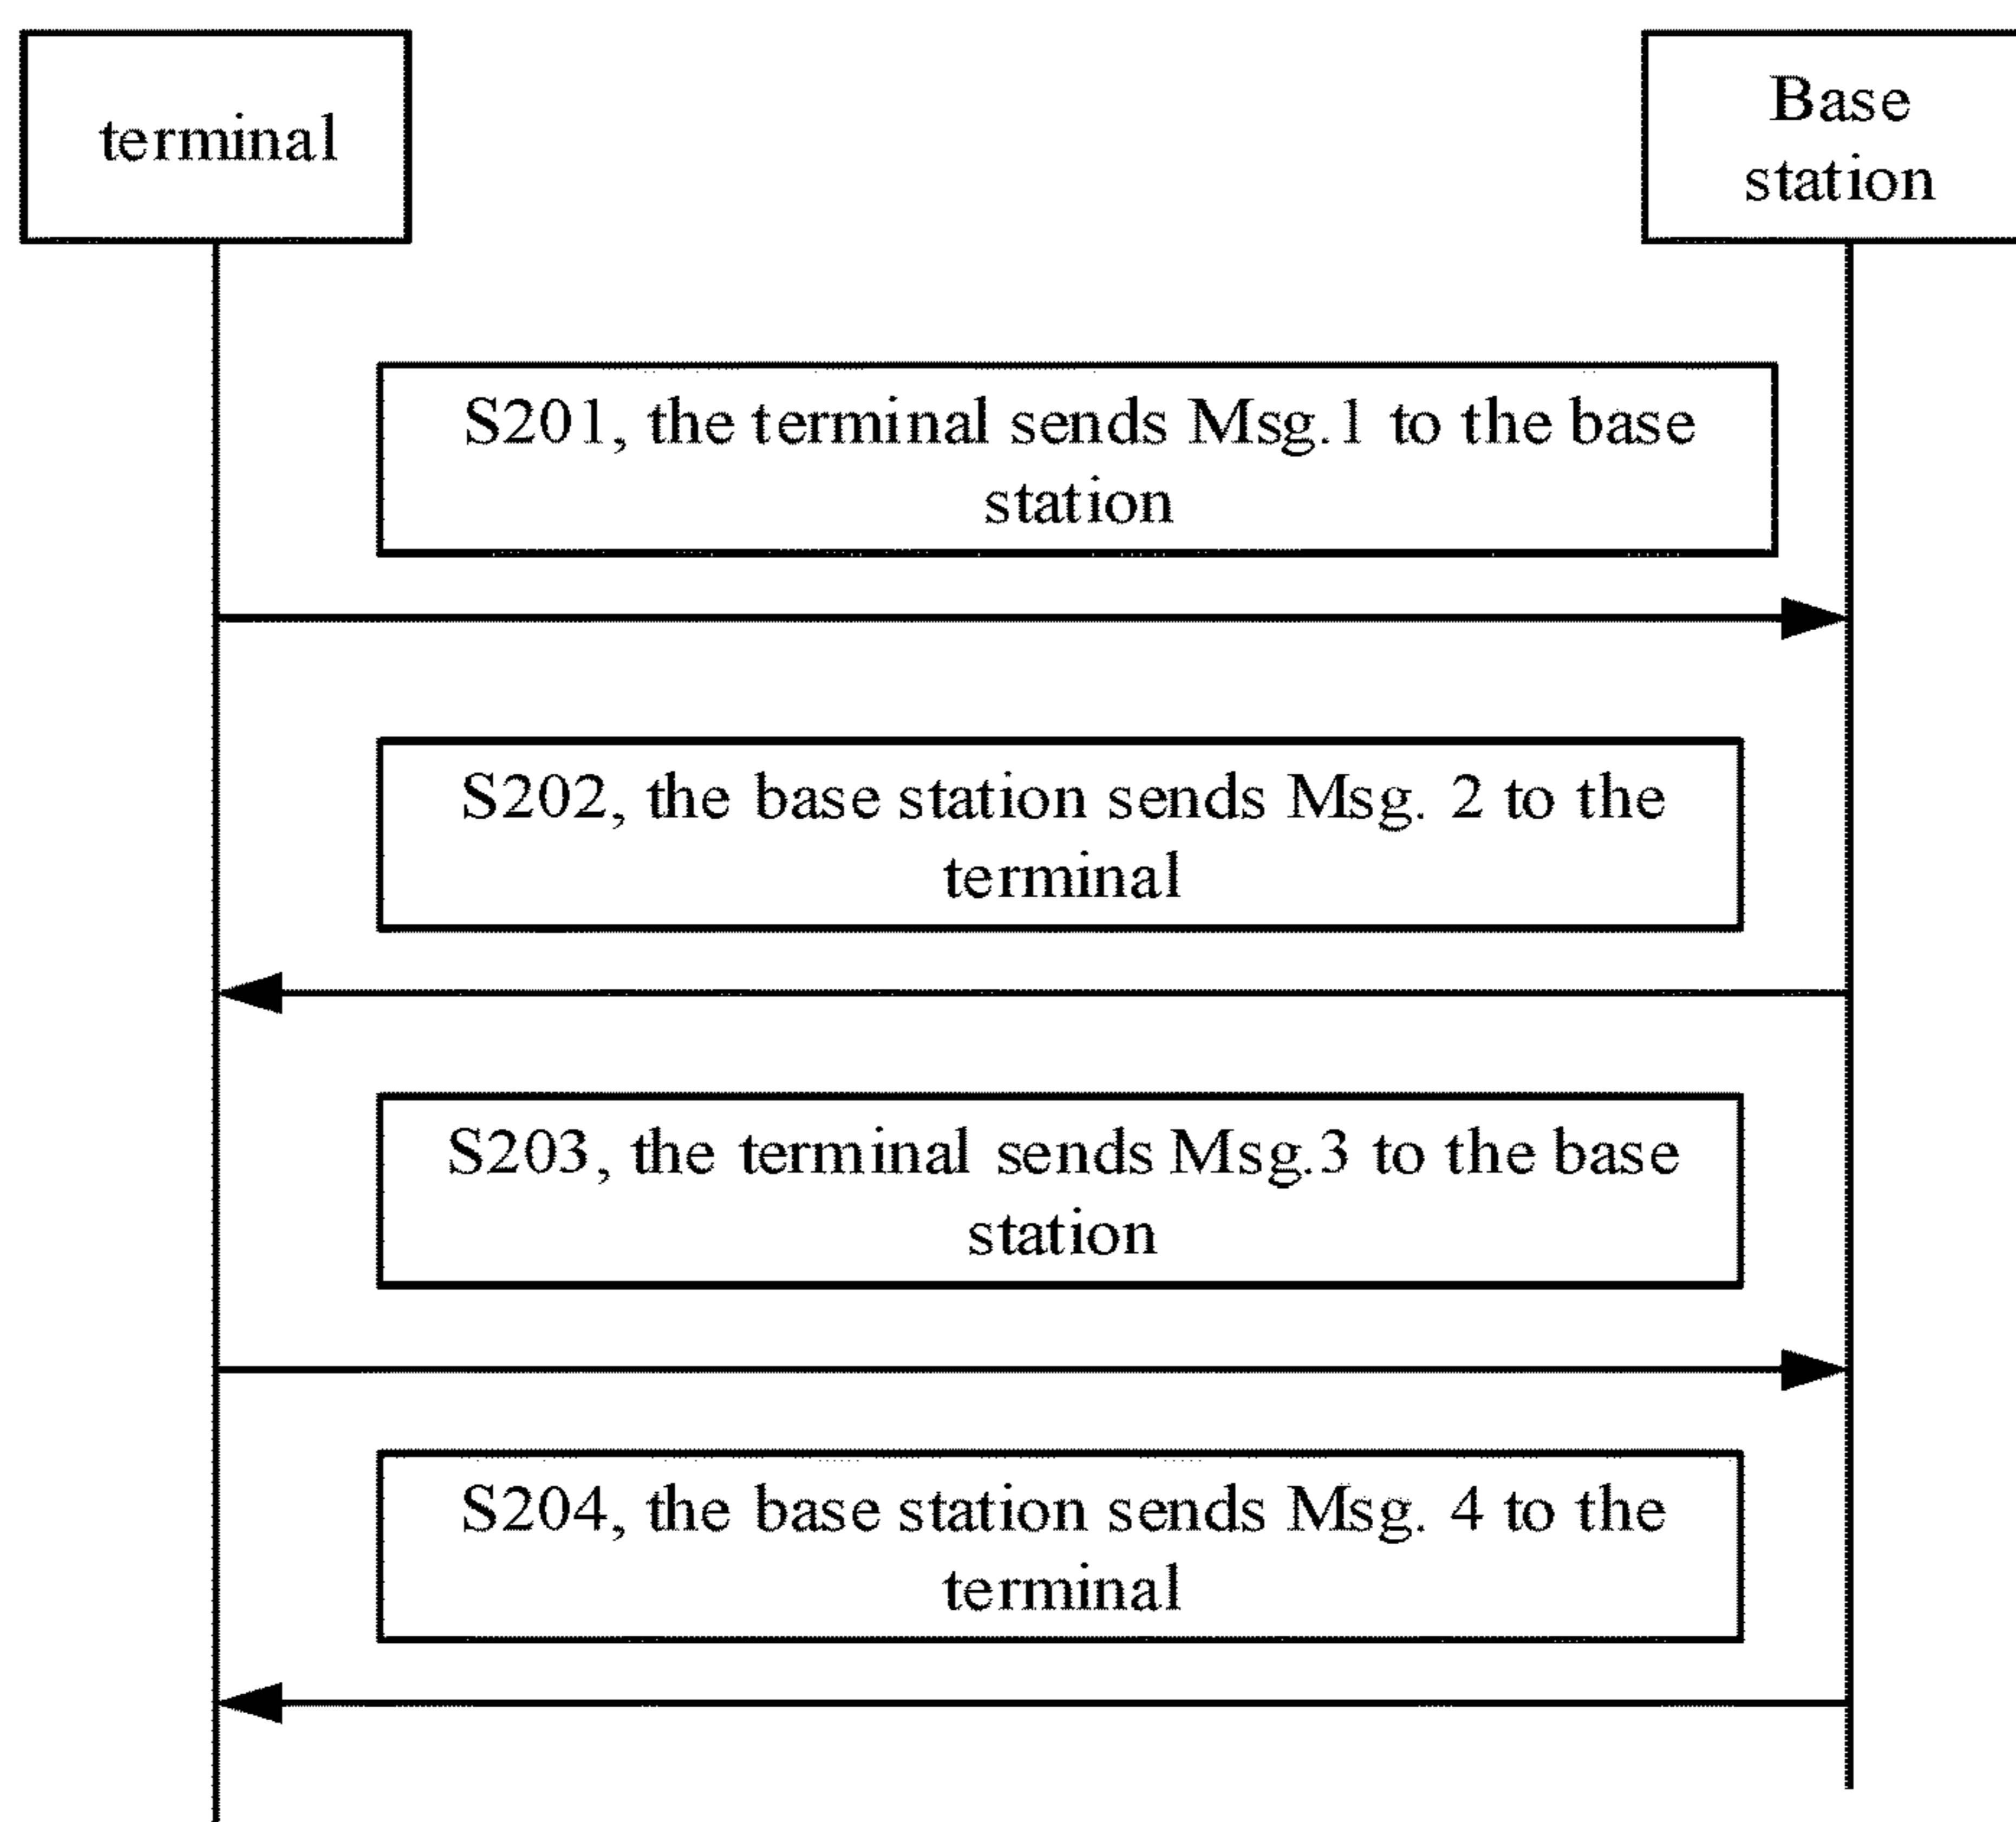 terminal
Base
station
S201, the terminal sends Msg.1 to the base
station
S202, the base station sends Msg. 2 to the
terminal
S203, the terminal sends Msg.3 to the base
station
S204, the base station sends Msg. 4 to the
terminal